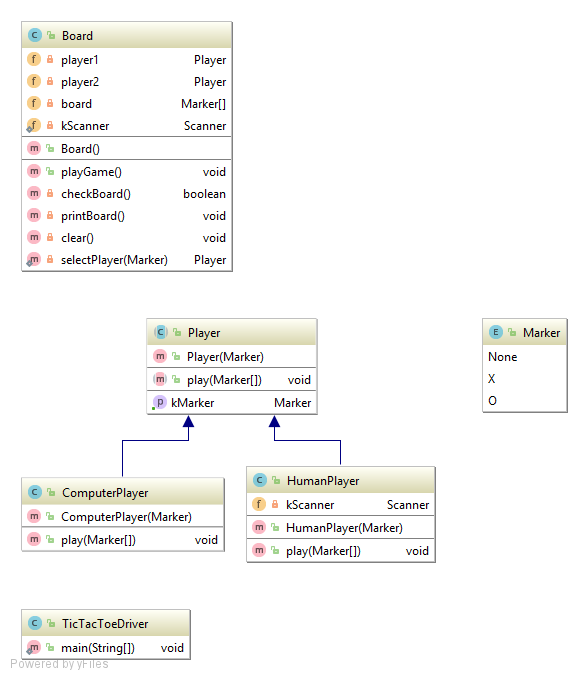 C Board
f player1 Player
f player2 Player
f board Marker[]
f kScanner Scanner
m Board()
m playGame() void
m checkBoard() boolean
m printBoard() void
m clear() void
m selectPlayer(Marker) Player
C Player
m Player(Marker)
m play(Marker[]) void
p kMarker Marker
E Marker
None
X
O
C ComputerPlayer
m ComputerPlayer(Marker)
m play(Marker[]) void
C HumanPlayer
f kScanner Scanner
m HumanPlayer(Marker)
m play(Marker[]) void
C TicTacToeDriver
m main(String[]) void
Powered by yFiles